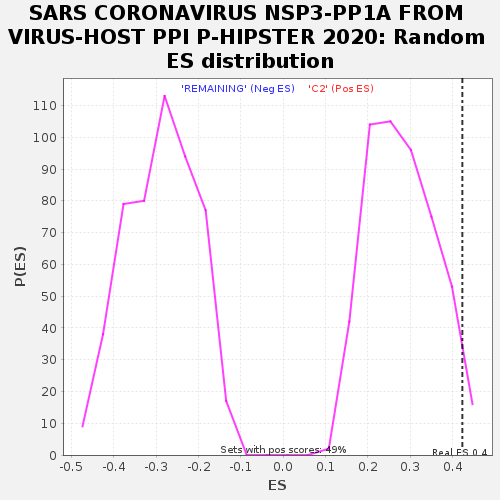 SARS CORONAVIRUS NSP3-PP1A FROM
VIRUS-HOST PPI P-HIPSTER 2020: Random
ES distribution
'REMAINING' (Neg ES) 'C2' (Pos ES)
110
100
90
80
70
60
50
40
30
20
10
0
P(ES)
Sets with pos scores: 49%
Real ES 0.4
-0.5 -0.4 -0.3 -0.2 -0.1 0.0 0.1 0.2 0.3 0.4
ES